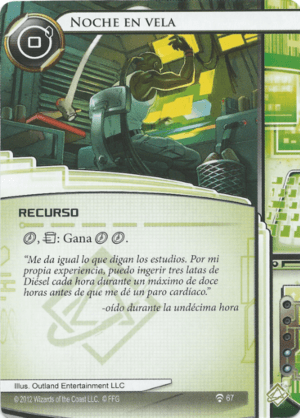 0
NOCHE EN VELA
RECURSO
, : Gana .
“Me da igual lo que digan los estudios. Por mi
propia experiencia, puedo ingerir tres latas de
Diesel cada hora durante un máximo de doce
horas antes de que me dé un paro cardíaco.”
-oído durante la undécima hora
Illus. Outland Entertainment LLC
© 2012 Wizards of the Coast LLC. © FFG 67